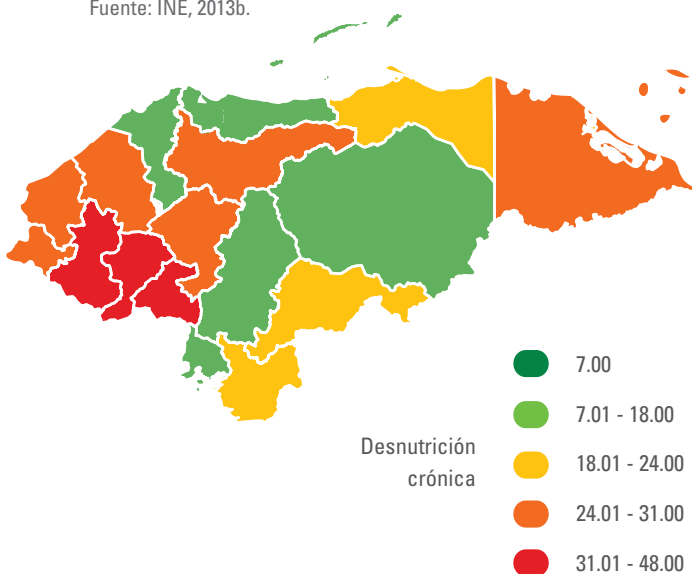 Fuente: INE, 2013b.
Desnutrición
crónica
7.00
7.01 - 18.00
18.01 - 24.00
24.01 - 31.00
31.01 - 48.00